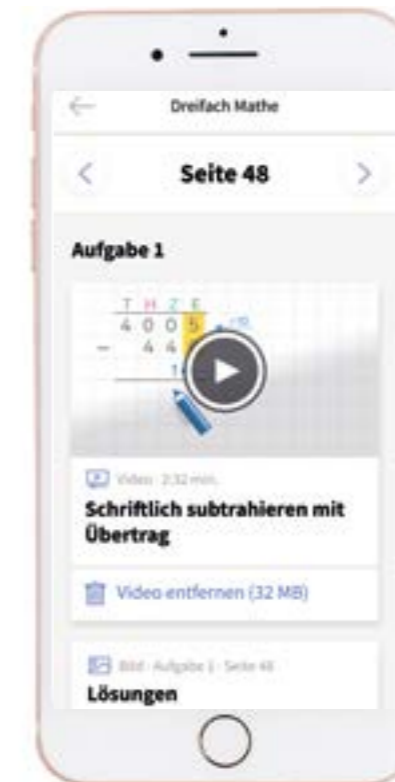 Dreifach Mathe
Seite 48
Aufgabe 1
T H Z E
4 0 0 5
- 4 4
1
Video · 2:32 min.
Schriftlich subtrahieren mit
Übertrag
Video entfernen (32 MB)
Bild · Aufgabe 1 · Seite 48
Lösungen